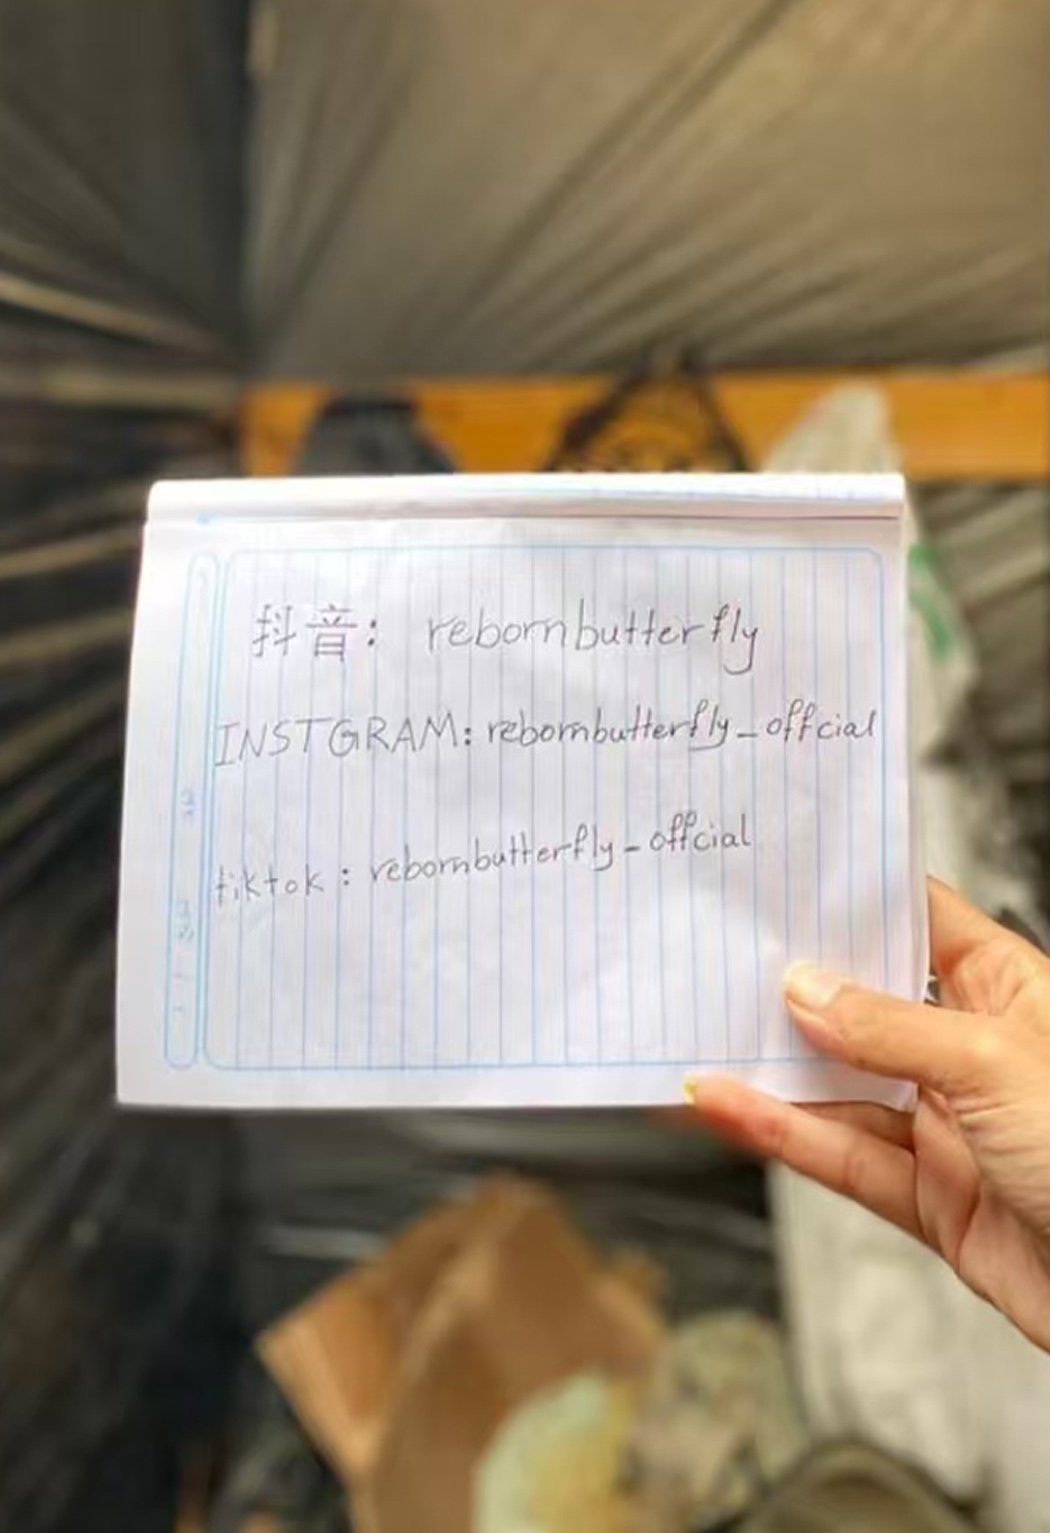 抖音: rebornbutterfly
INSTGRAM: rebornbutterfly_offcial
tiktok: rebornbutterfly_offcial